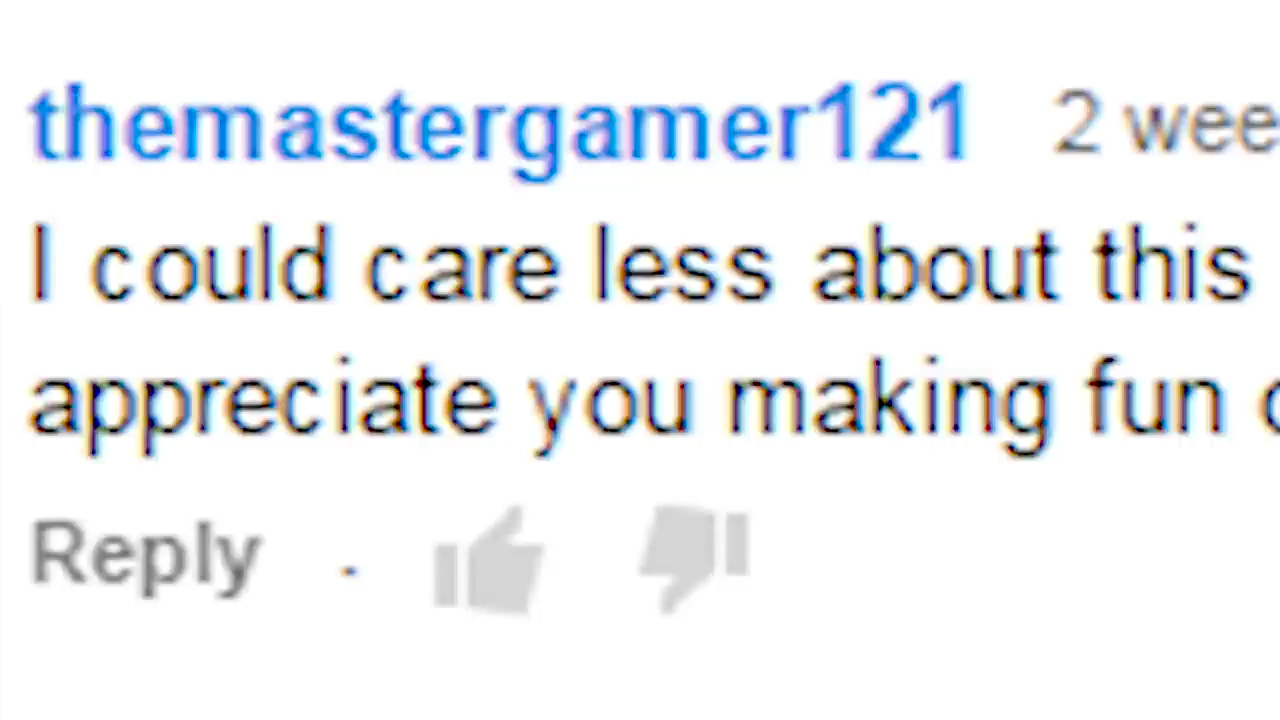 themastergamer121 2 wee
I could care less about this
appreciate you making fun
Reply .